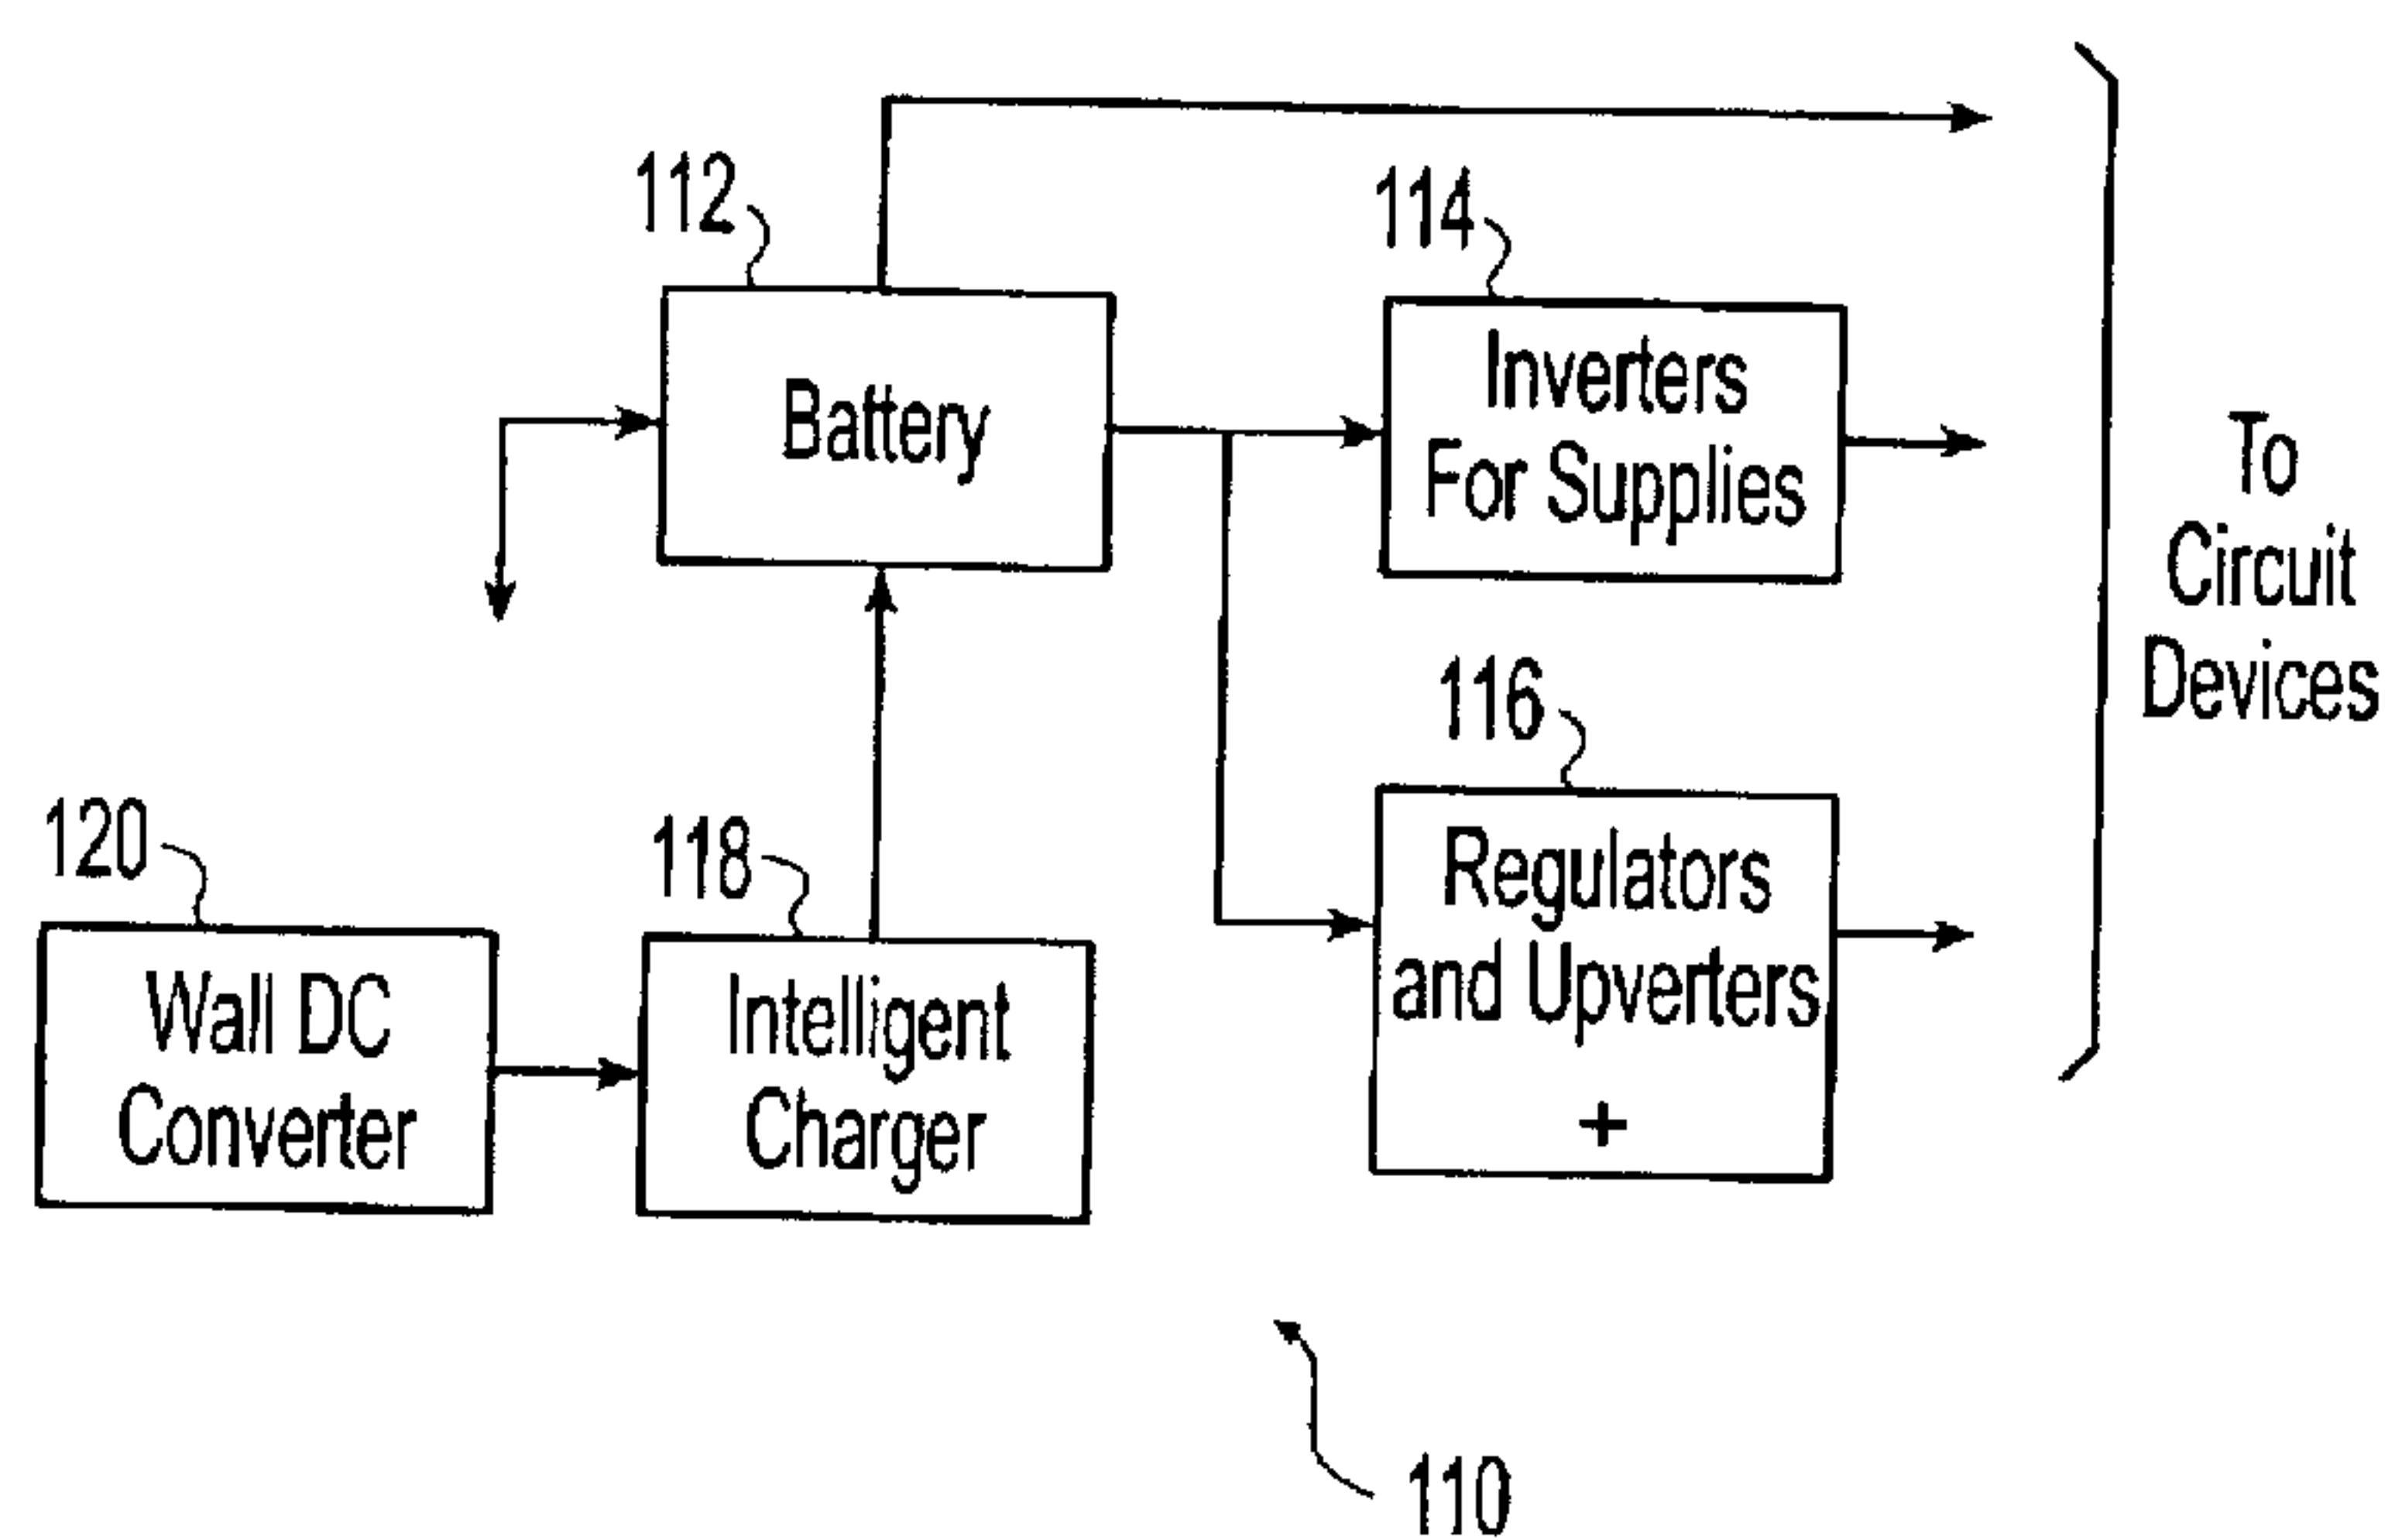 112
114
Battery
Inverters
For Supplies
To
Circuit
Devices
116
120
118
Regulators
and Upverters
+
Wall DC
Converter
Intelligent
Charger
110